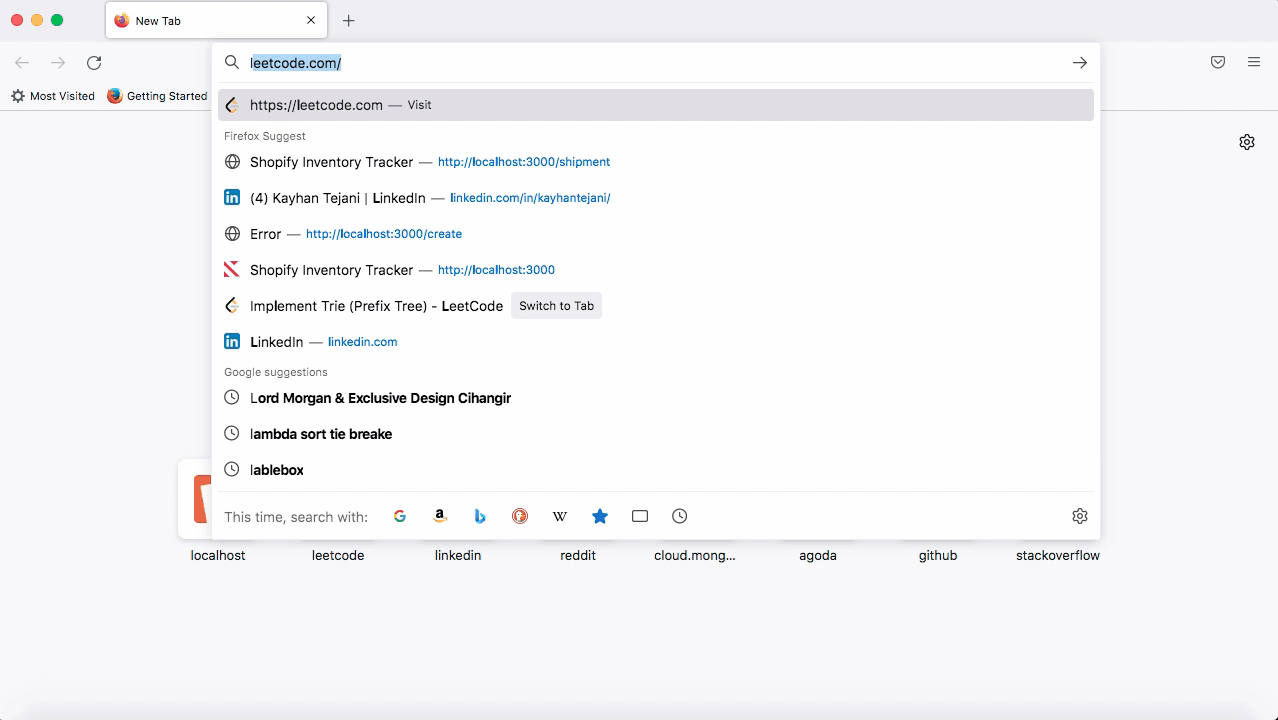 New Tab
leetcode.com/
Most Visited
Getting Started
https://leetcode.com — Visit
Firefox Suggest
Shopify Inventory Tracker — http://localhost:3000/shipment
(4) Kayhan Tejani | LinkedIn — linkedin.com/in/kayhantejani/
Error — http://localhost:3000/create
Shopify Inventory Tracker — http://localhost:3000
Implement Trie (Prefix Tree) - LeetCode Switch to Tab
LinkedIn — linkedin.com
Google suggestions
Lord Morgan & Exclusive Design Cihangir
lambda sort tie breake
lablebox
This time, search with:
localhost leetcode linkedin reddit cloud.mong... agoda github stackoverflow